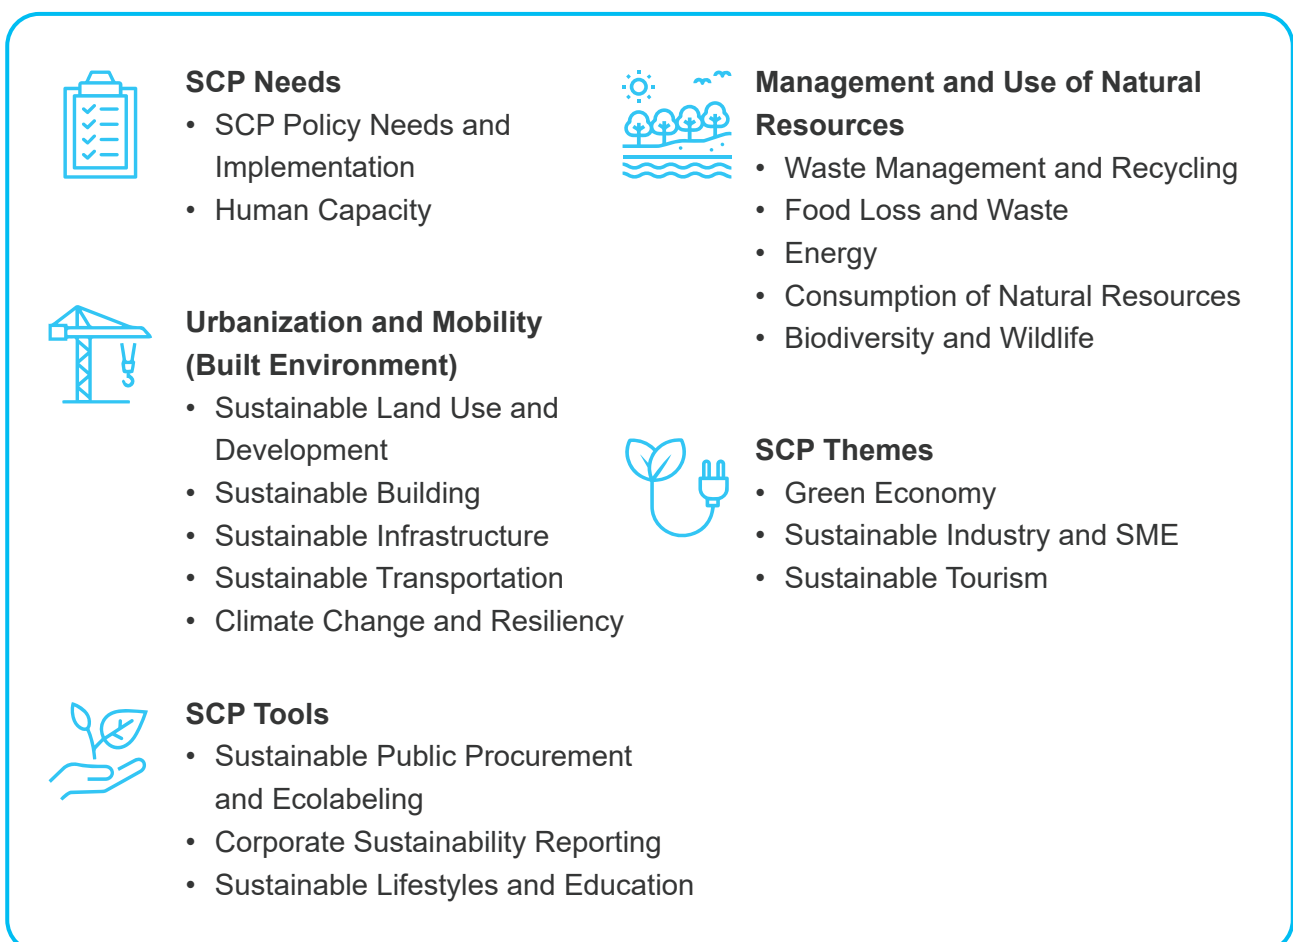 SCP Needs
• SCP Policy Needs and
Implementation
• Human Capacity
Urbanization and Mobility
(Built Environment)
• Sustainable Land Use and
Development
• Sustainable Building
• Sustainable Infrastructure
• Sustainable Transportation
• Climate Change and Resiliency
SCP Tools
• Sustainable Public Procurement
and Ecolabeling
• Corporate Sustainability Reporting
• Sustainable Lifestyles and Education
Management and Use of Natural
Resources
• Waste Management and Recycling
• Food Loss and Waste
• Energy
• Consumption of Natural Resources
• Biodiversity and Wildlife
SCP Themes
• Green Economy
• Sustainable Industry and SME
• Sustainable Tourism